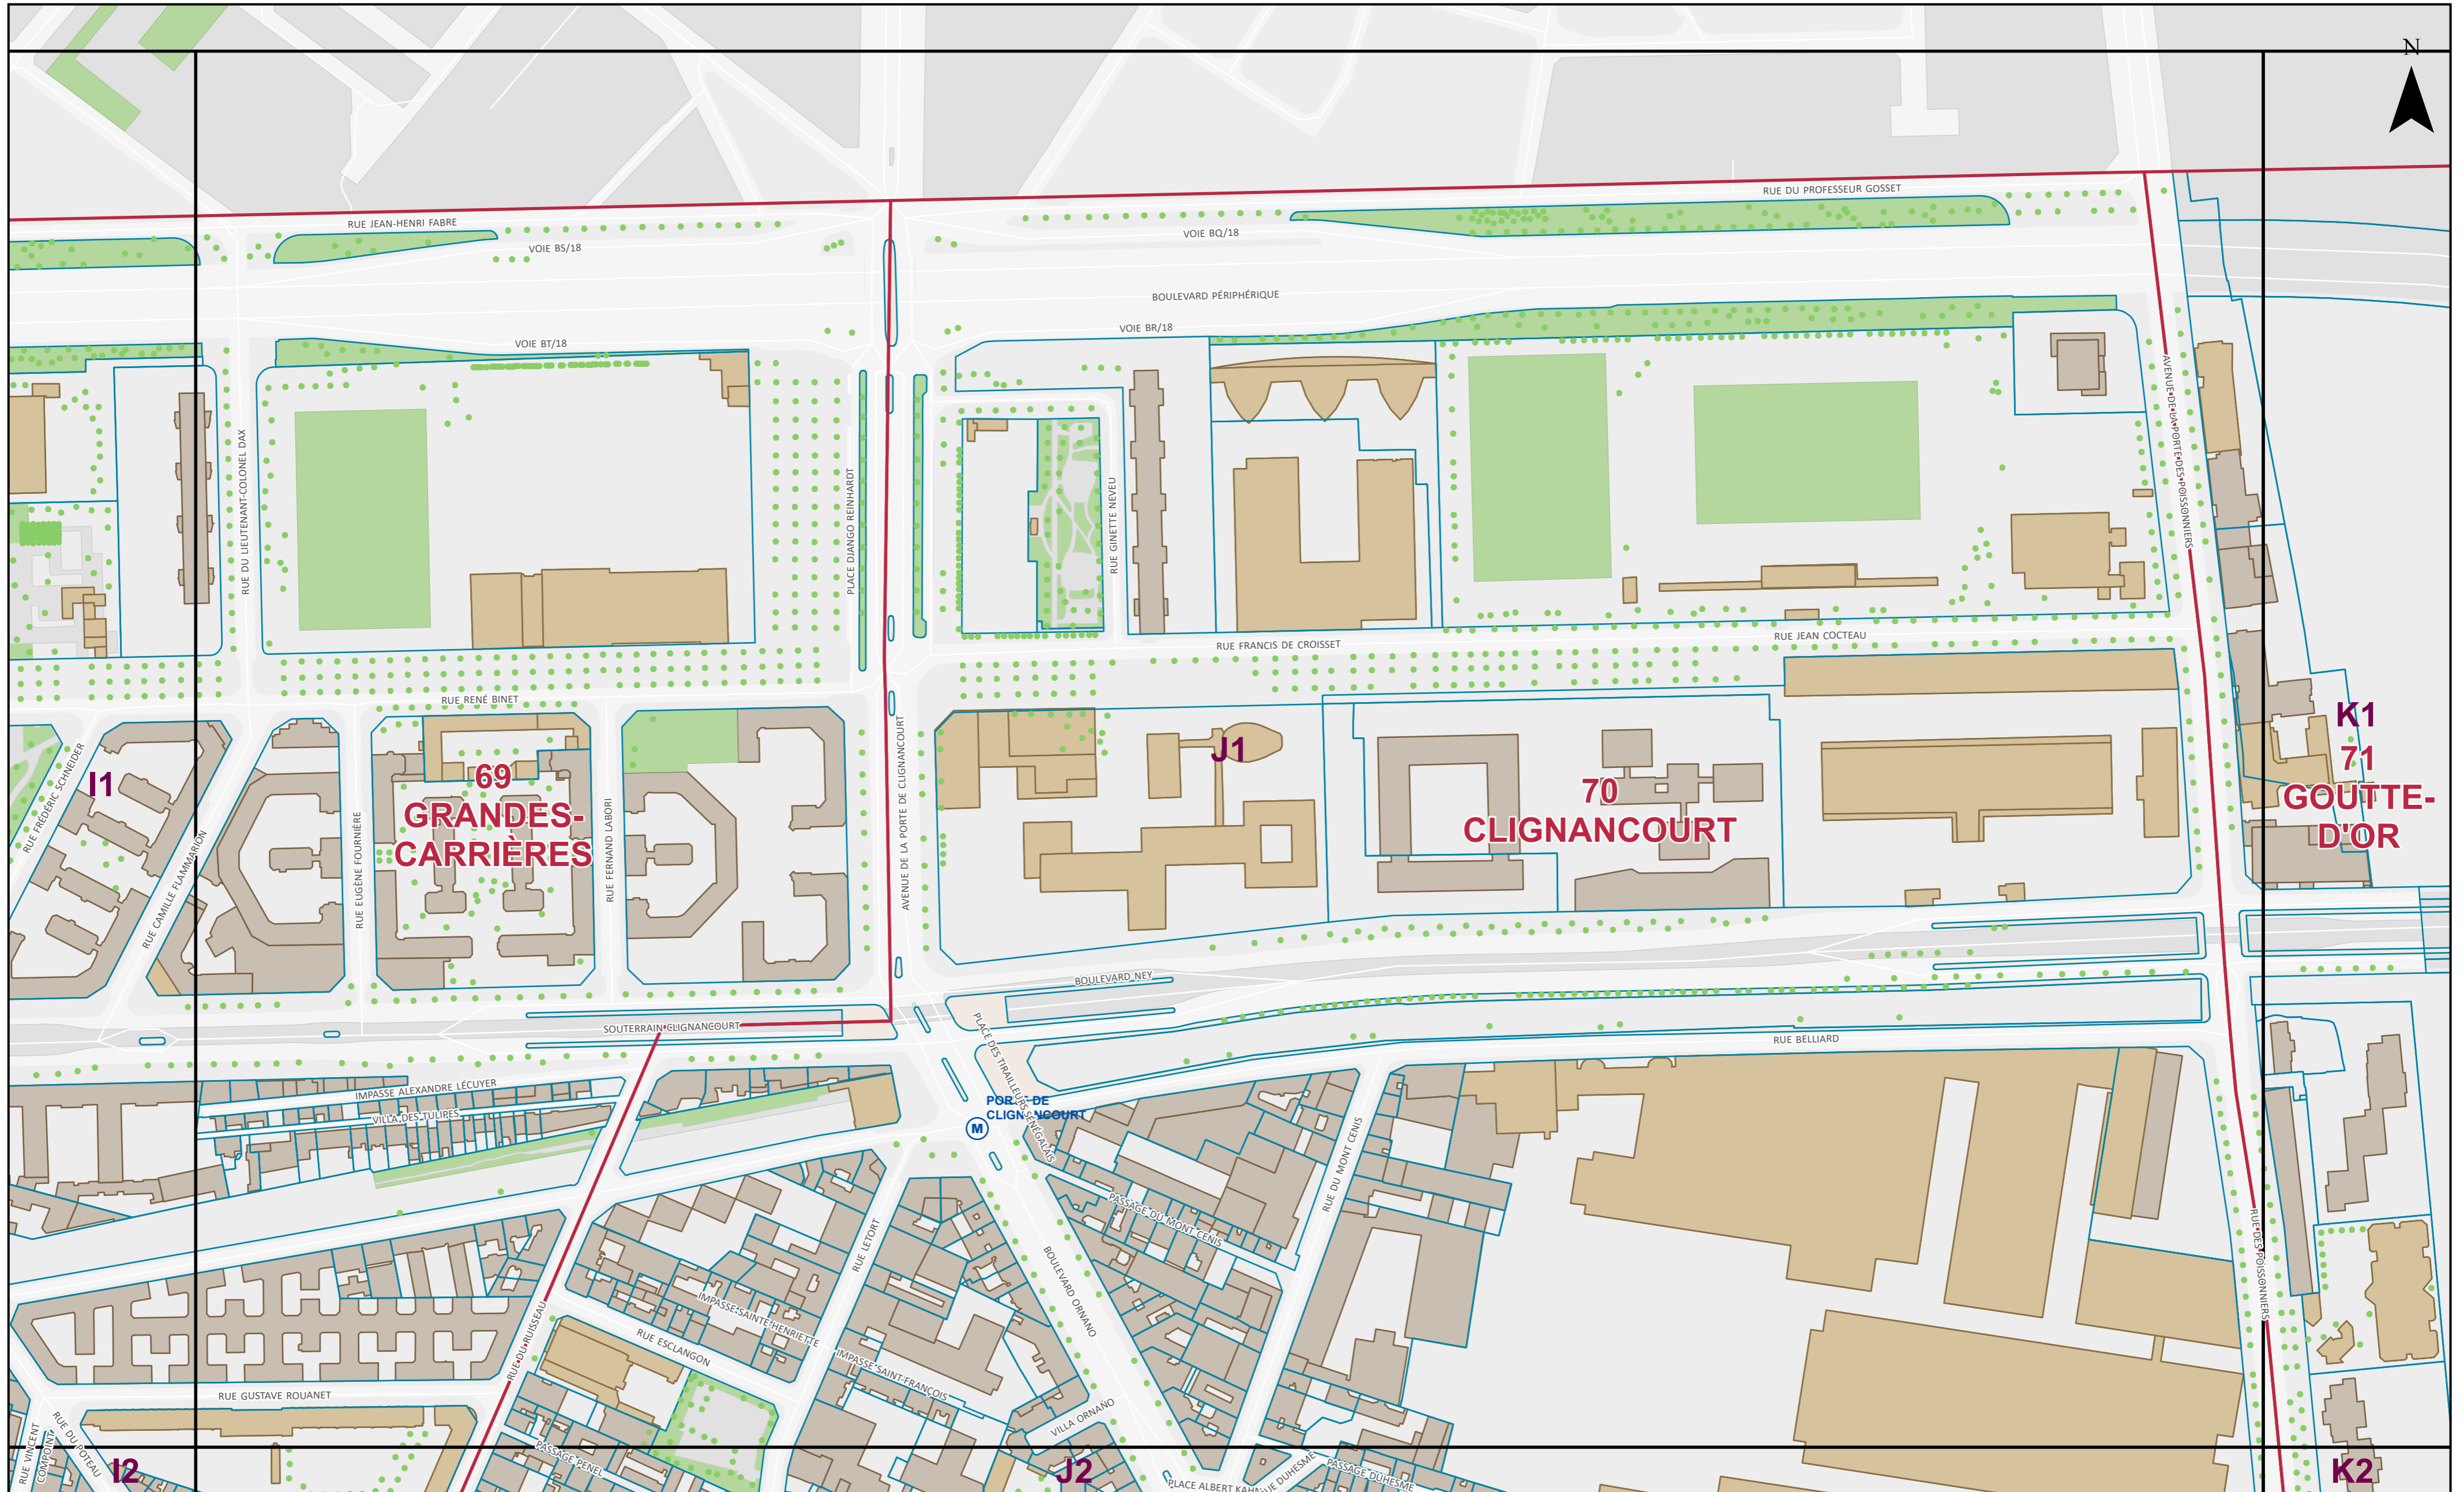 N
RUE DU PROFESSEUR GOSSET
RUE JEAN-HENRI FABRE
VOIE BQ/18
VOIE BS/18
BOULEVARD PÉRIPHÉRIQUE
VOIE BR/18
VOIE BT/18
AVENUE DE LA PORTE DES POISSONNIERS
RUE DU LIEUTENANT-COLONEL DAX
PLACE DJANGO REINHARDT
RUE GINETTE NEVEU
RUE JEAN COCTEAU
RUE FRANCIS DE CROISSET
RUE RENÉ BINET
K1
71
GOUTTE-
D'OR
J1
I1
69
GRANDES-
CARRIÈRES
70
CLIGNANCOURT
RUE FRÉDÉRIC SCHNEIDER
RUE CAMILLE FLAMMARION
RUE EUGÈNE FOURNIÈRE
RUE FERNAND LABORI
AVENUE DE LA PORTE DE CLIGNANCOURT
BOULEVARD NEY
SOUTERRAIN CLIGNANCOURT
PLACE DES TIRAILLEURS SÉNÉGALAIS
RUE BELLIARD
IMPASSE ALEXANDRE LÉCUYER
VILLA DES TULIPES
PORTE DE
CLIGNANCOURT
M
RUE DU MONT CENIS
PASSAGE DU MONT CENIS
RUE LETORT
BOULEVARD ORNANO
RUE DES POISSONNIERS
IMPASSE SAINTE-HENRIETTE
RUE ESCLANGON
IMPASSE SAINT-FRANÇOIS
RUE DU RUISSEAU
RUE GUSTAVE ROUANET
VILLA ORNANO
RUE VINCENT
COMPOINT
RUE DU POTEAU
PASSAGE PENEL
I2
J2
K2
PLACE ALBERT KAHN
RUE DUHESME
PASSAGE DUHESME